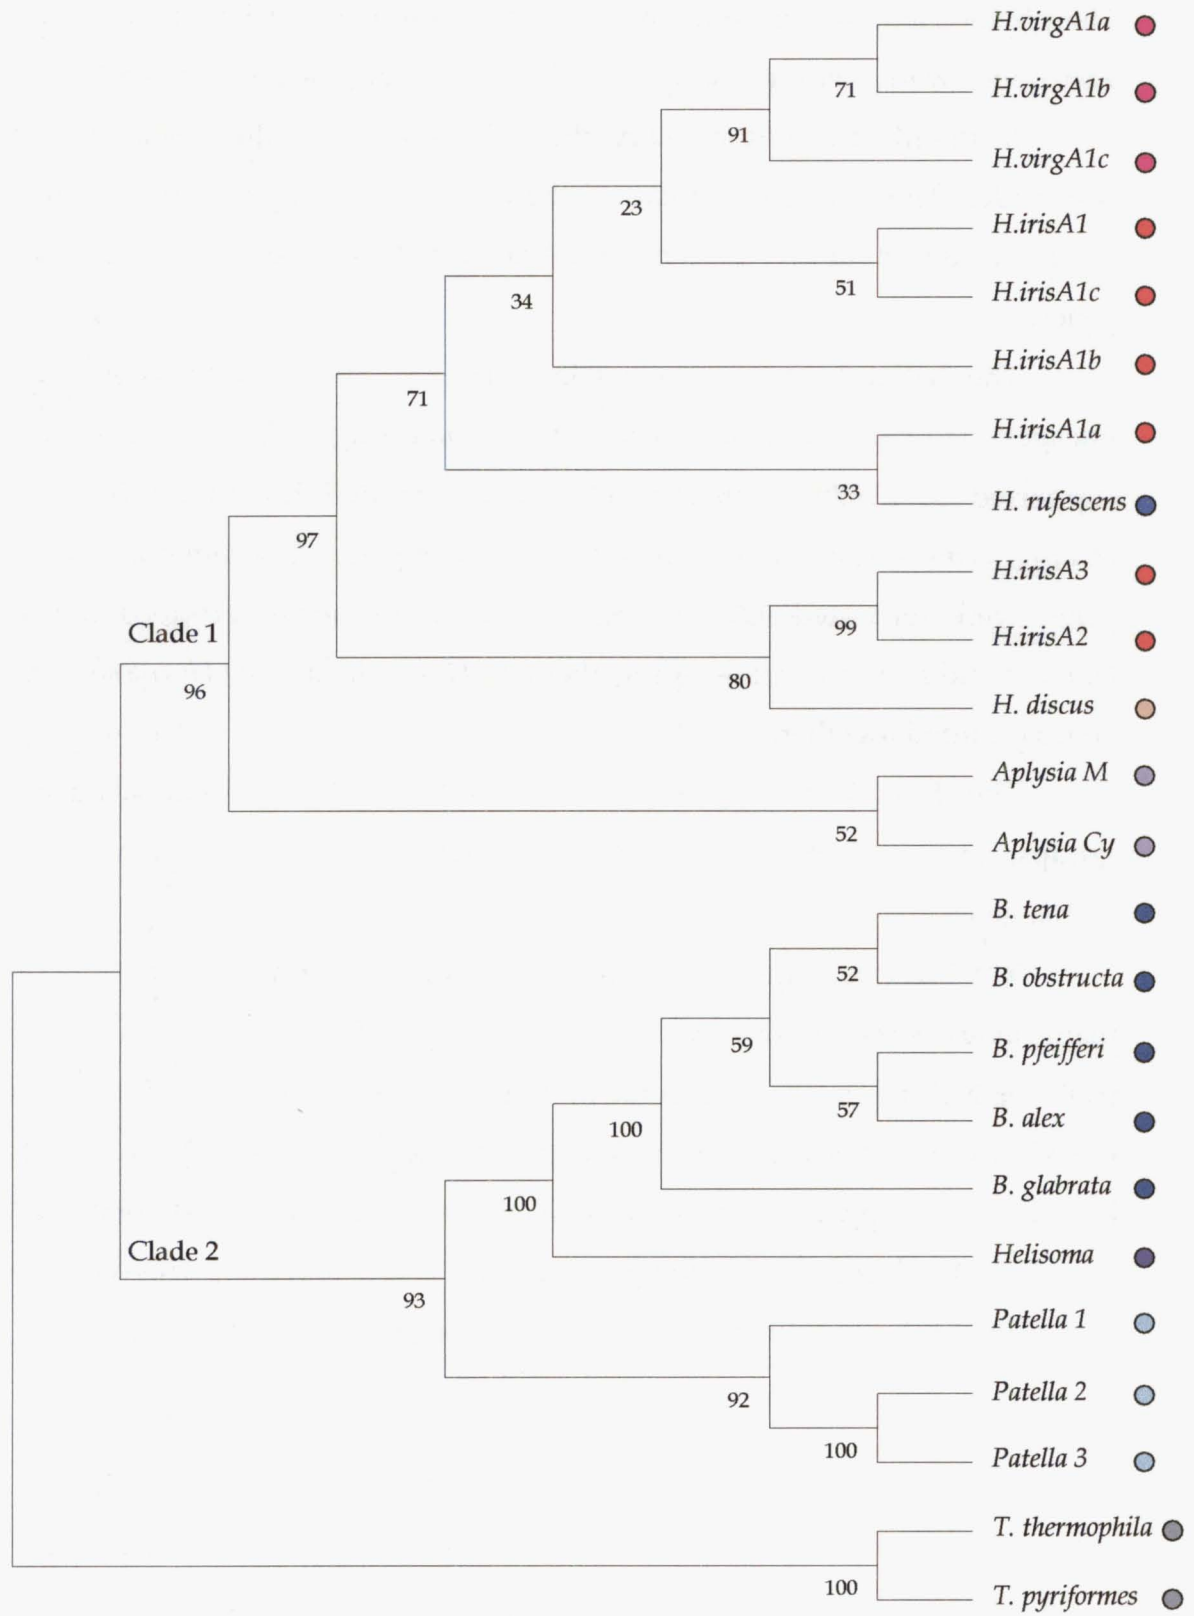 H.virgA1a
71
H.virgA1b
91
H.virgA1c
23
H.irisA1
51
H.irisA1c
34
H.irisA1b
71
H.irisA1a
33
H. rufescens
97
H.irisA3
99
H.irisA2
Clade 1
80
96
H. discus
Aplysia M
52
Aplysia Cy
B. tena
52
B. obstructa
59
B. pfeifferi
57
B. alex
100
B. glabrata
100
Clade 2
Helisoma
93
Patella 1
92
Patella 2
100
Patella 3
T. thermophila
100
T. pyriformes